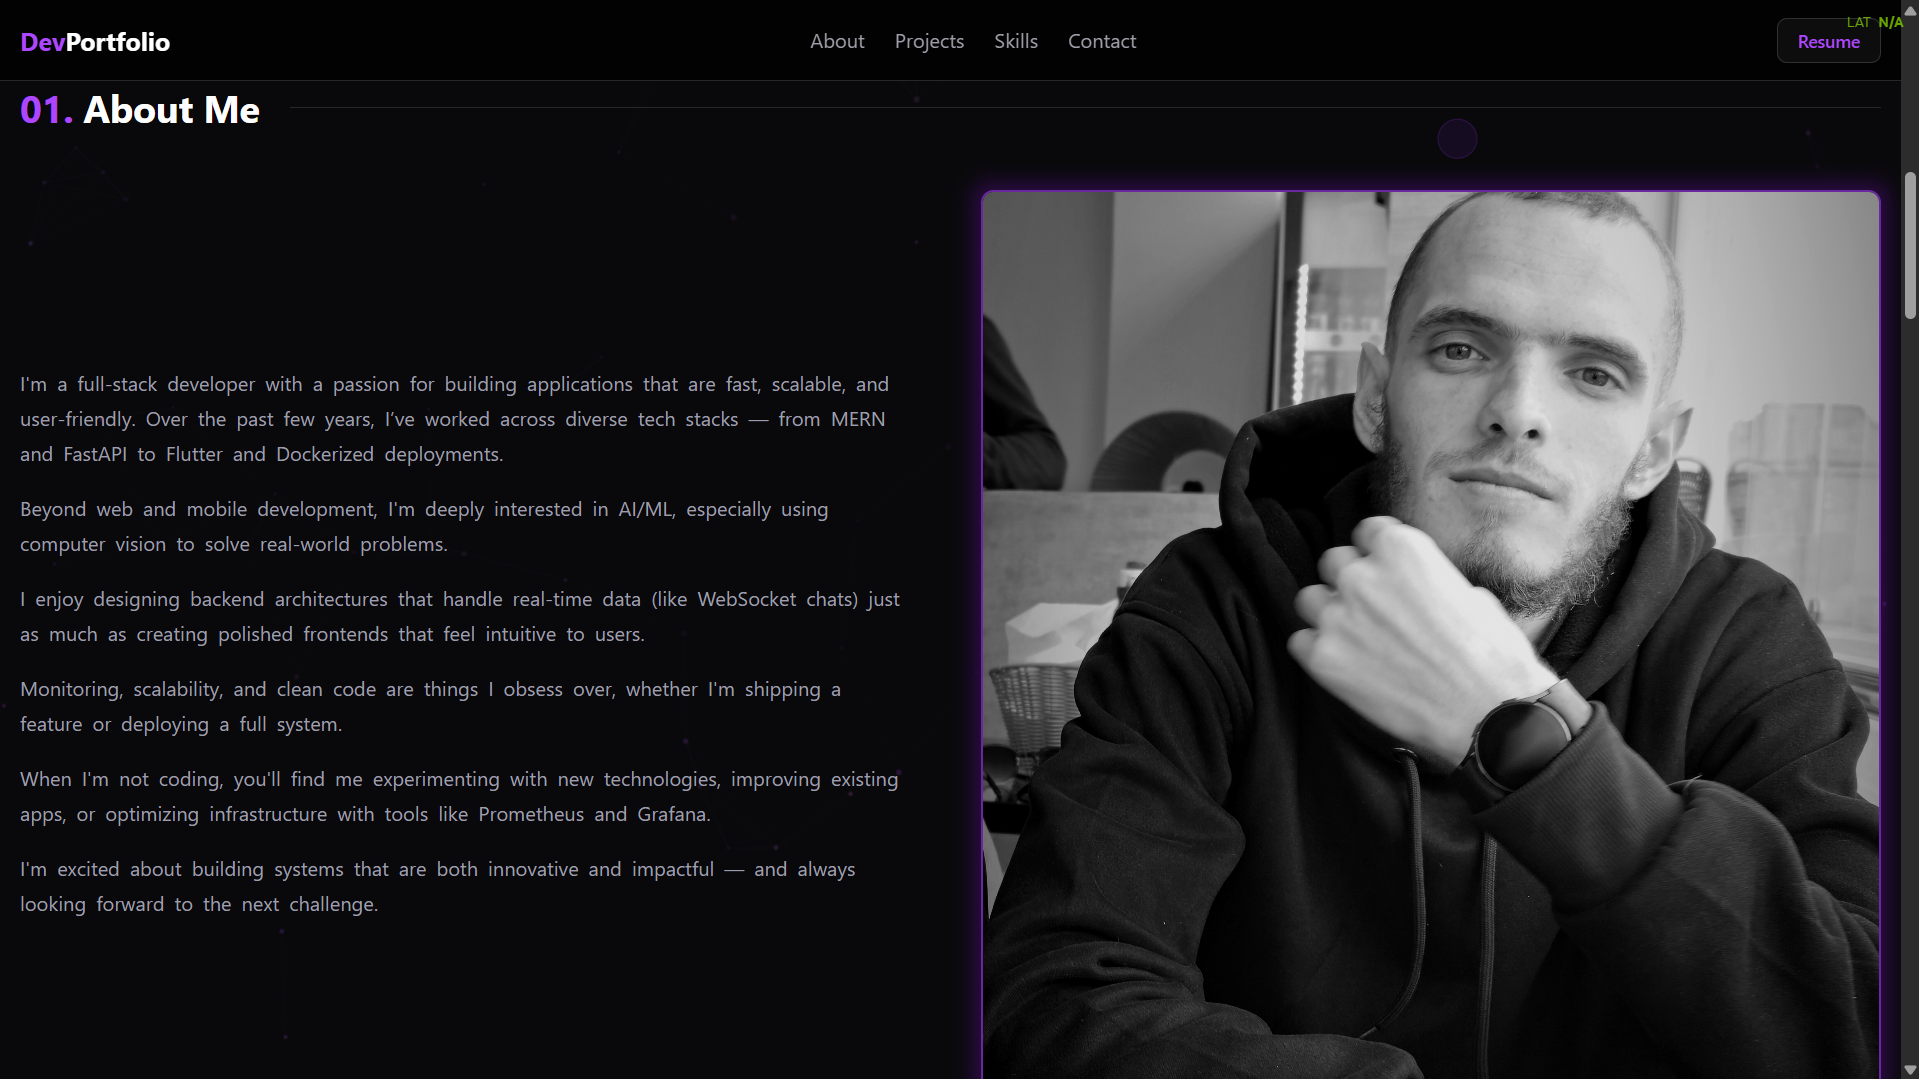 DevPortfolio
About
Projects
Skills
Contact
LAT N/A
Resume
01. About Me
I'm a full-stack developer with a passion for building applications that are fast, scalable, and
user-friendly. Over the past few years, I’ve worked across diverse tech stacks — from MERN
and FastAPI to Flutter and Dockerized deployments.
Beyond web and mobile development, I'm deeply interested in AI/ML, especially using
computer vision to solve real-world problems.
I enjoy designing backend architectures that handle real-time data (like WebSocket chats) just
as much as creating polished frontends that feel intuitive to users.
Monitoring, scalability, and clean code are things I obsess over, whether I'm shipping a
feature or deploying a full system.
When I'm not coding, you'll find me experimenting with new technologies, improving existing
apps, or optimizing infrastructure with tools like Prometheus and Grafana.
I'm excited about building systems that are both innovative and impactful — and always
looking forward to the next challenge.